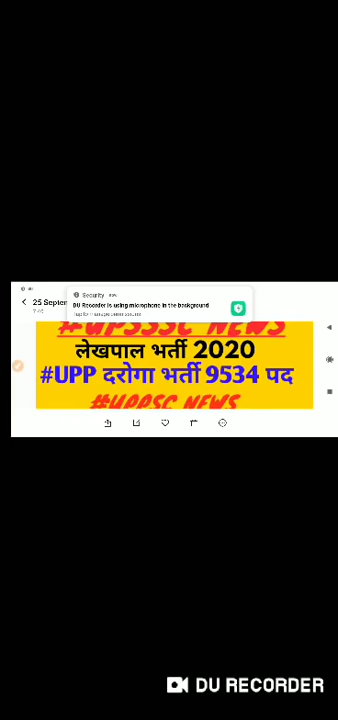 Security now
DU Recorder is using microphone in the background
25 Septem
#UPSSSC NEWS
लेखपाल भर्ती 2020
#UPP दरोगा भर्ती 9534 पद
#UPPSC NEWS
DU RECORDER